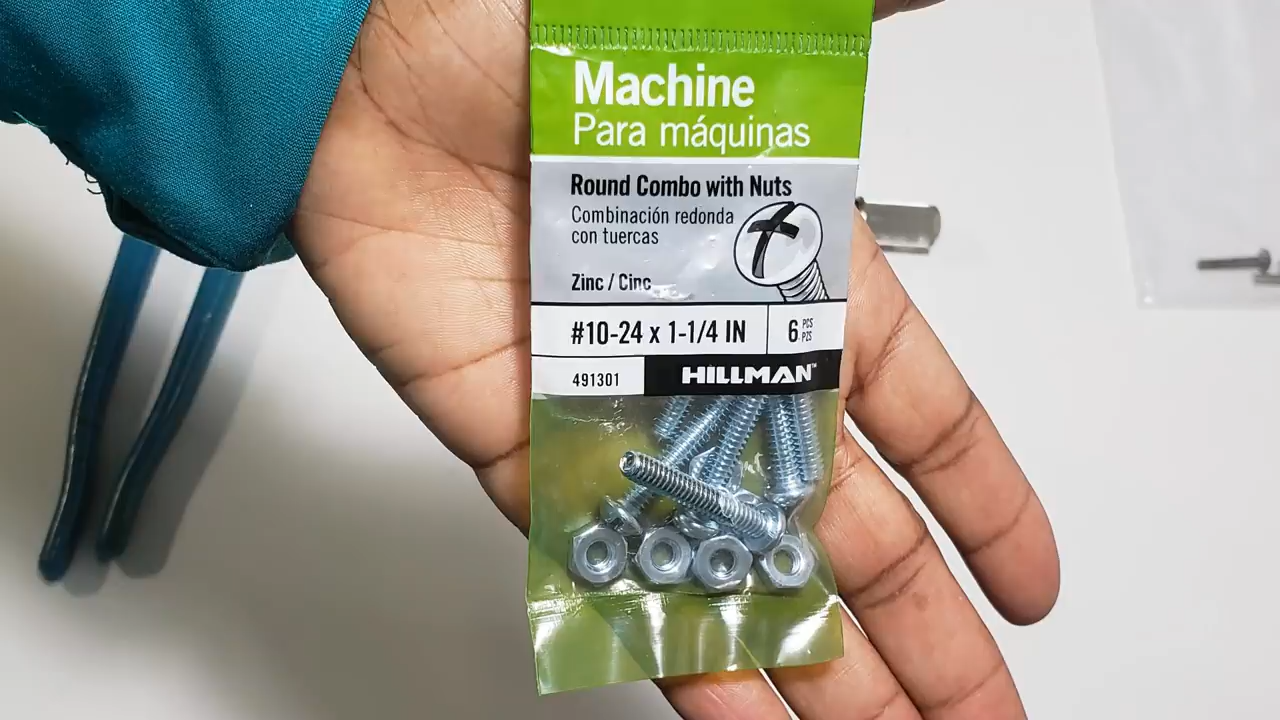 Machine
Para máquinas
Round Combo with Nuts
Combinación redonda
con tuercas
Zinc / Cinc
#10-24 x 1-1/4 IN
6 PCS
PZS
491301
HILLMAN™